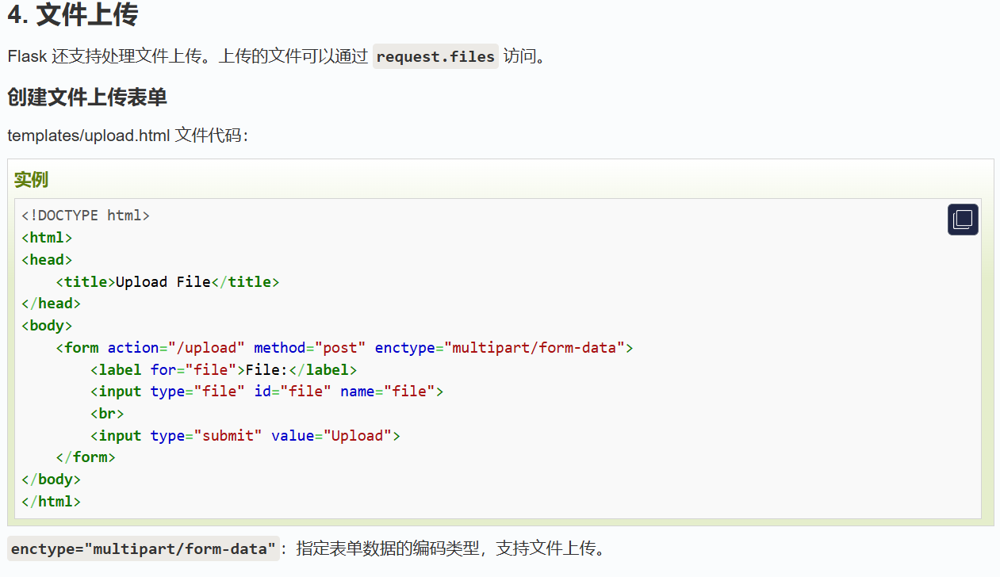 4. 文件上传
Flask 还支持处理文件上传。上传的文件可以通过 request.files 访问。
创建文件上传表单
templates/upload.html 文件代码：
实例
<!DOCTYPE html>
<html>
<head>
    <title>Upload File</title>
</head>
<body>
    <form action="/upload" method="post" enctype="multipart/form-data">
        <label for="file">File:</label>
        <input type="file" id="file" name="file">
        <br>
        <input type="submit" value="Upload">
    </form>
</body>
</html>
enctype="multipart/form-data"：指定表单数据的编码类型，支持文件上传。